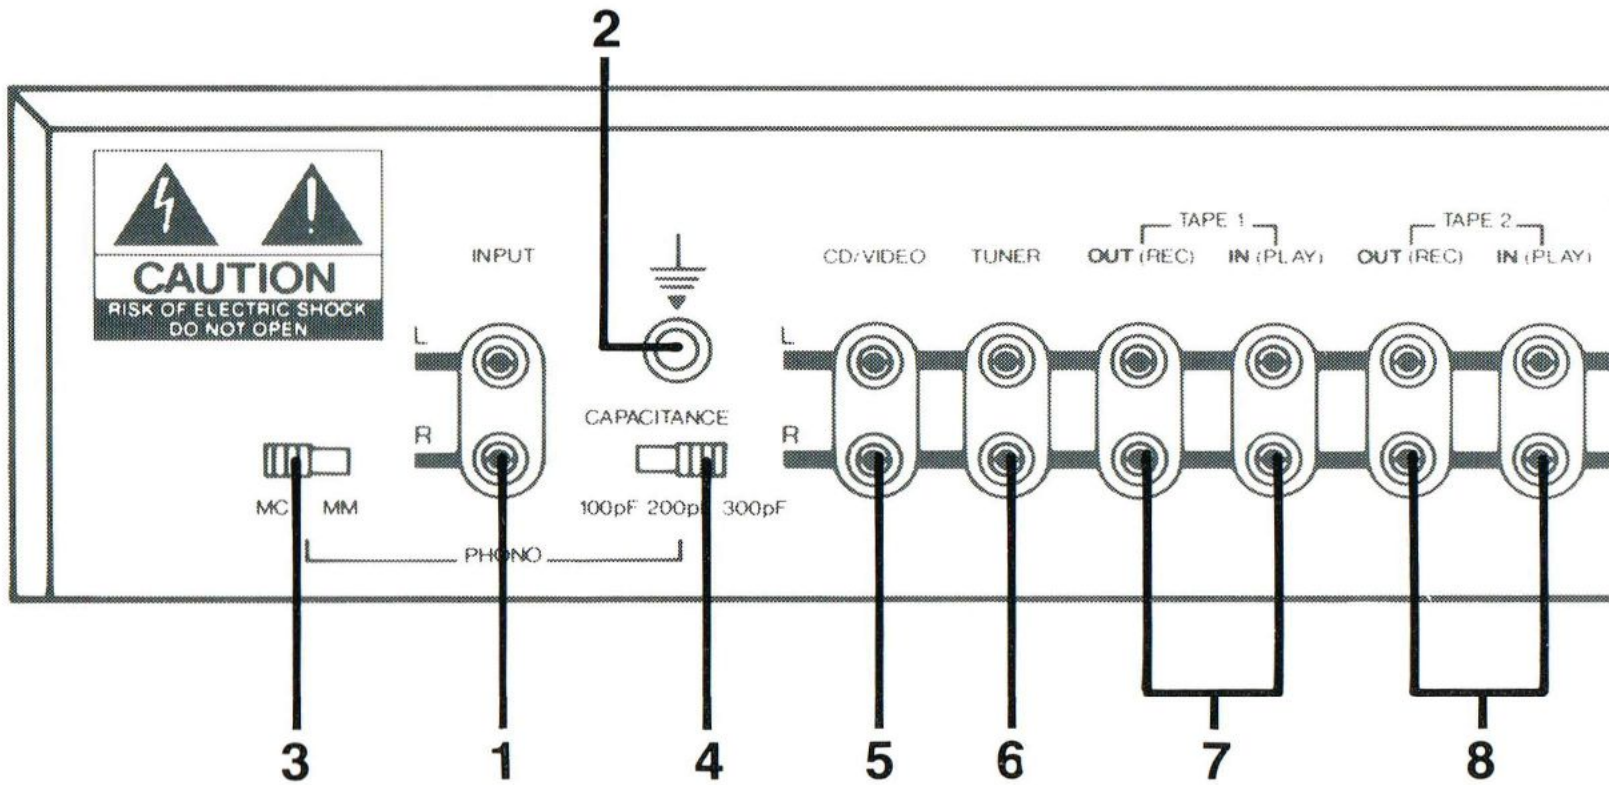 2
CAUTION
RISK OF ELECTRIC SHOCK
DO NOT OPEN
INPUT
CD/VIDEO
TUNER
TAPE 1
OUT (REC)
IN (PLAY)
TAPE 2
OUT (REC)
IN (PLAY)
L
R
CAPACITANCE
L
R
MC
MM
100pF 200pF 300pF
PHONO
3
1
4
5
6
7
8